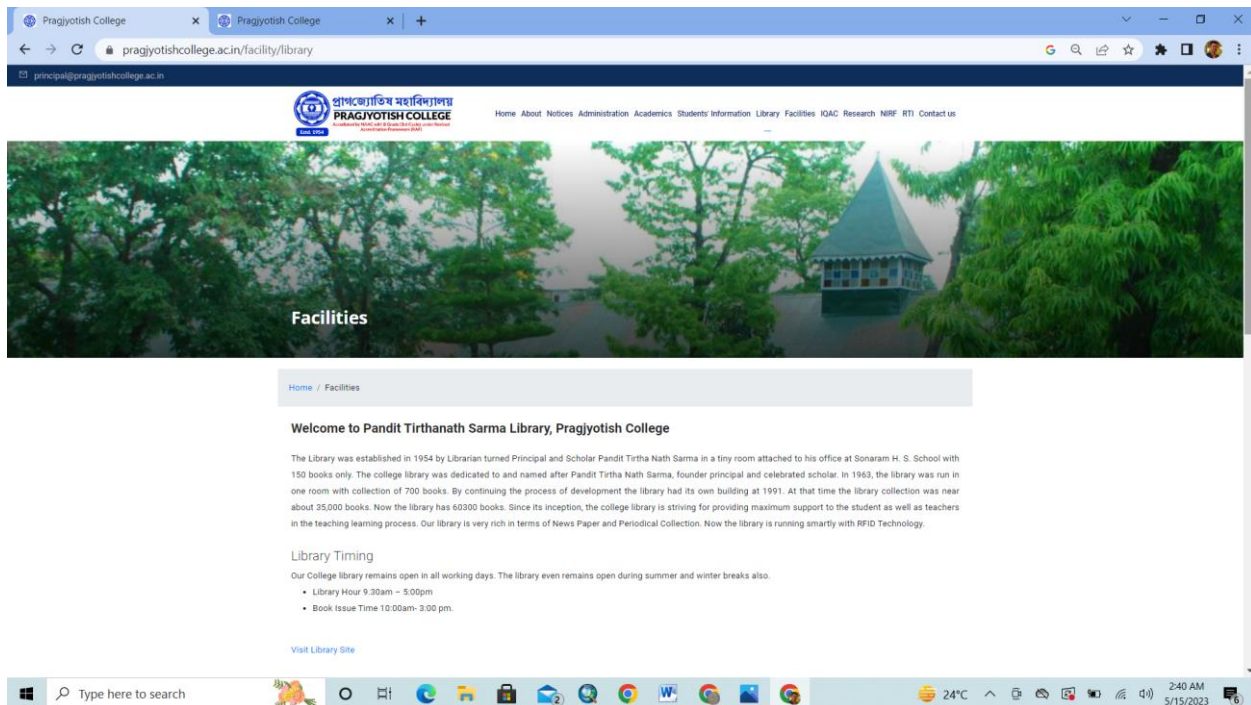 Pragjyotish College
Pragjyotish College
pragjyotishcollege.ac.in/facility/library
principal@pragjyotishcollege.ac.in
প্ৰাগজ্যোতিষ মহাবিদ্যালয়
PRAGJYOTISH COLLEGE
Estd. 1954
Home About Notices Administration Academics Students' Information Library Facilities IQAC Research NIRF RTI Contact us
Facilities
Home / Facilities
Welcome to Pandit Tirthanath Sarma Library, Pragjyotish College
The Library was established in 1954 by Librarian turned Principal and Scholar Pandit Tirtha Nath Sarma in a tiny room attached to his office at Sonaram H. S. School with
150 books only. The college library was dedicated to and named after Pandit Tirtha Nath Sarma, founder principal and celebrated scholar. In 1963, the library was run in
one room with collection of 700 books. By continuing the process of development the library had its own building at 1991. At that time the library collection was near
about 35,000 books. Now the library has 60300 books. Since its inception, the college library is striving for providing maximum support to the student as well as teachers
in the teaching learning process. Our library is very rich in terms of News Paper and Periodical Collection. Now the library is running smartly with RFID Technology.
Library Timing
Our College library remains open in all working days. The library even remains open during summer and winter breaks also.
• Library Hour 9.30am – 5:00pm
• Book Issue Time 10:00am- 3:00 pm.
Visit Library Site
Type here to search
24°C
2:40 AM
5/15/2023